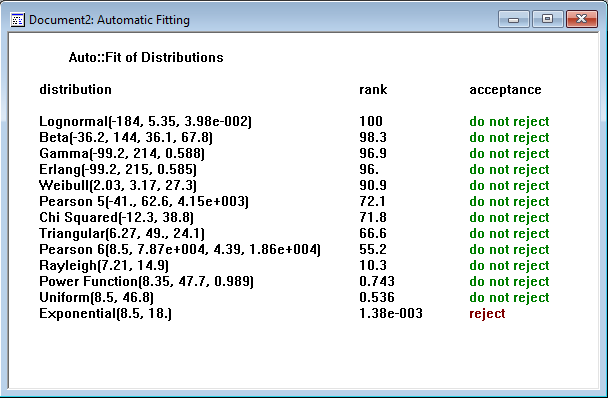 Document2: Automatic Fitting
Auto::Fit of Distributions
distribution rank acceptance
Lognormal(-184, 5.35, 3.98e-002) 100 do not reject
Beta(-36.2, 144, 36.1, 67.8) 98.3 do not reject
Gamma(-99.2, 214, 0.588) 96.9 do not reject
Erlang(-99.2, 215, 0.585) 96. do not reject
Weibull(2.03, 3.17, 27.3) 90.9 do not reject
Pearson 5(-41., 62.6, 4.15e+003) 72.1 do not reject
Chi Squared(-12.3, 38.8) 71.8 do not reject
Triangular(6.27, 49., 24.1) 66.6 do not reject
Pearson 6(8.5, 7.87e+004, 4.39, 1.86e+004) 55.2 do not reject
Rayleigh(7.21, 14.9) 10.3 do not reject
Power Function(8.35, 47.7, 0.989) 0.743 do not reject
Uniform(8.5, 46.8) 0.536 do not reject
Exponential(8.5, 18.) 1.38e-003 reject